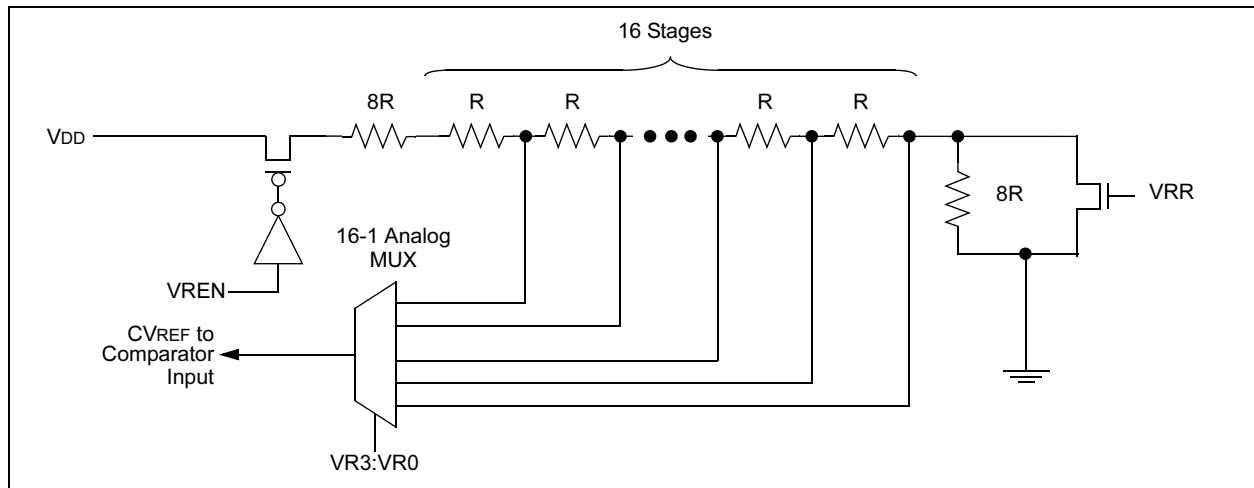 16 Stages
8R
R
R
R
R
VDD
8R
VRR
16-1 Analog
MUX
VREN
CVREF to
Comparator
Input
VR3:VR0